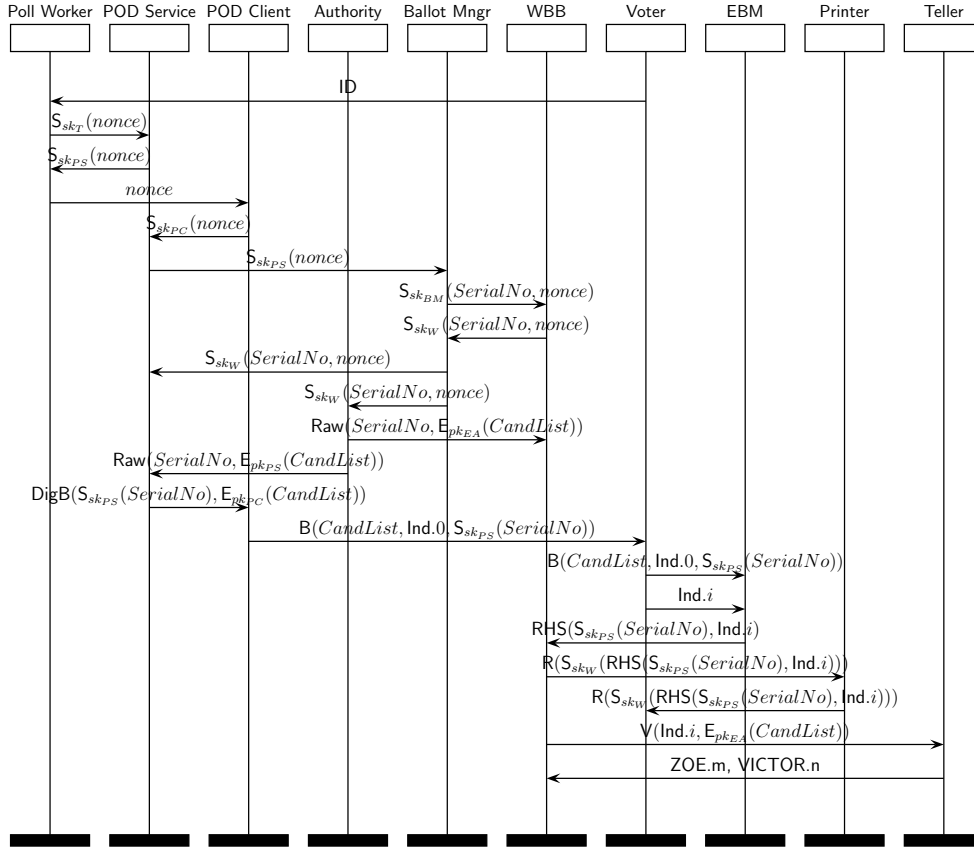 Poll Worker POD Service POD Client Authority Ballot Mngr WBB Voter EBM Printer Teller
ID
S_{sk_T}(nonce)
S_{sk_{PS}}(nonce)
nonce
S_{sk_{PC}}(nonce)
S_{sk_{PS}}(nonce)
S_{sk_{BM}}(SerialNo, nonce)
S_{sk_W}(SerialNo, nonce)
S_{sk_W}(SerialNo, nonce)
S_{sk_W}(SerialNo, nonce)
Raw(SerialNo, E_{pk_{EA}}(CandList))
Raw(SerialNo, E_{pk_{PS}}(CandList))
DigB(S_{sk_{PS}}(SerialNo), E_{pk_{PC}}(CandList))
B(CandList, Ind.0, S_{sk_{PS}}(SerialNo))
B(CandList, Ind.0, S_{sk_{PS}}(SerialNo))
Ind.i
RHS(S_{sk_{PS}}(SerialNo), Ind.i)
R(S_{sk_W}(RHS(S_{sk_{PS}}(SerialNo), Ind.i)))
R(S_{sk_W}(RHS(S_{sk_{PS}}(SerialNo), Ind.i)))
V(Ind.i, E_{pk_{EA}}(CandList))
ZOE.m, VICTOR.n